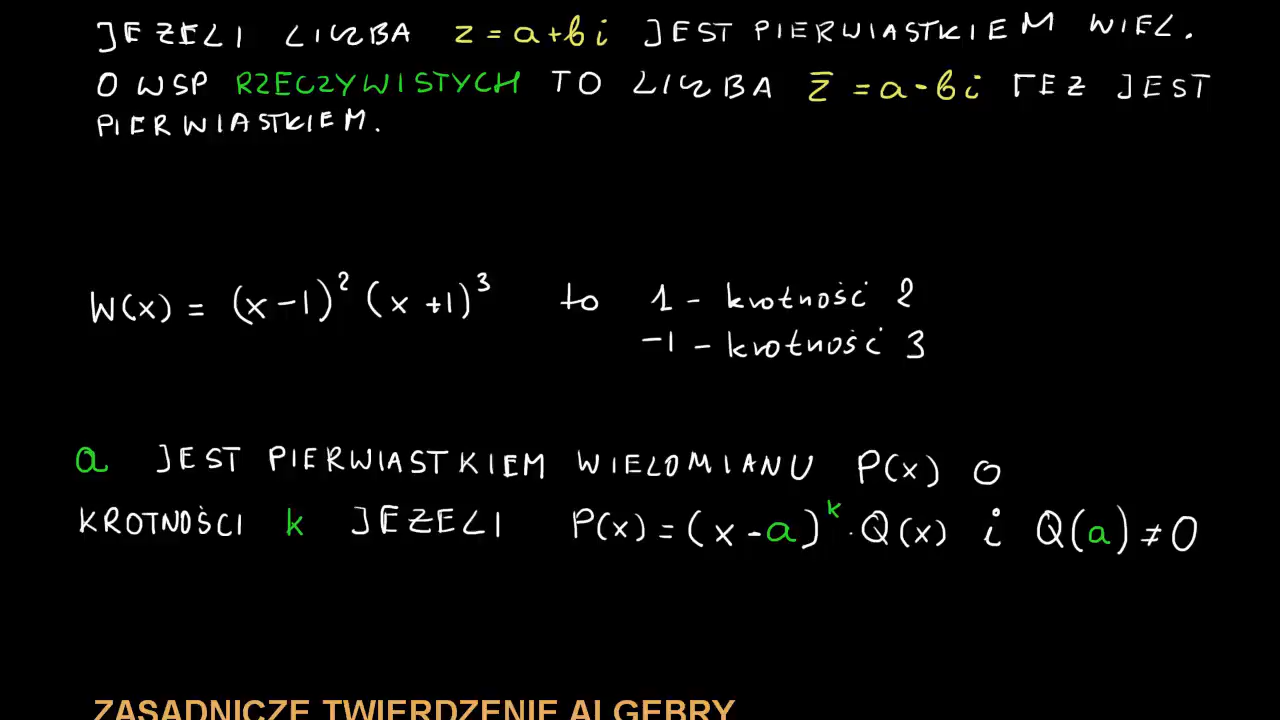 JEŻELI LICZBA z = a + bi JEST PIERWIASTKIEM WIEL.
O WSP RZECZYWISTYCH TO LICZBA z̅ = a - bi TEŻ JEST
PIERWIASTKIEM.
W(x) = (x-1)² (x+1)³ to 1 - krotność 2
-1 - krotność 3
a JEST PIERWIASTKIEM WIELOMIANU P(x) O
KROTNOŚCI k JEŻELI P(x) = (x-a)ᵏ · Q(x) i Q(a) ≠ 0
ZASADNICZE TWIERDZENIE ALGEBRY